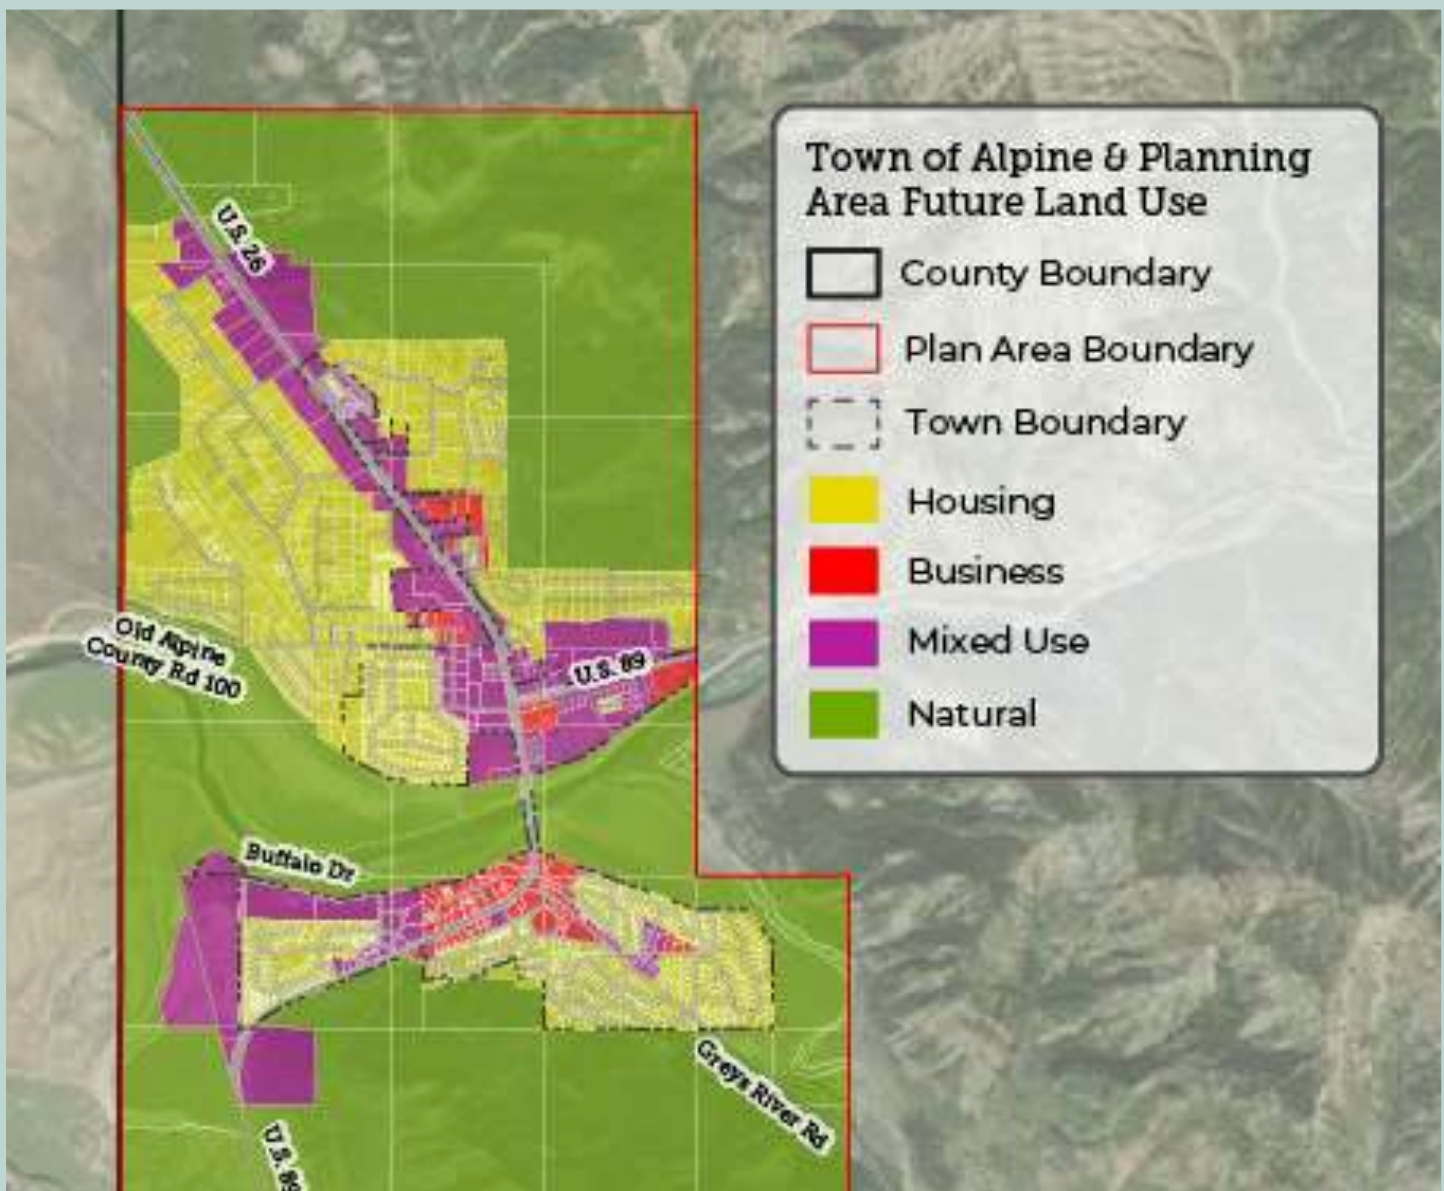 U.S. 26
Town of Alpine & Planning
Area Future Land Use
County Boundary
Plan Area Boundary
Town Boundary
Housing
Business
Mixed Use
Natural
Old Alpine
County Rd 100
U.S. 89
Buffalo Dr
Greys River Rd
U.S. 89